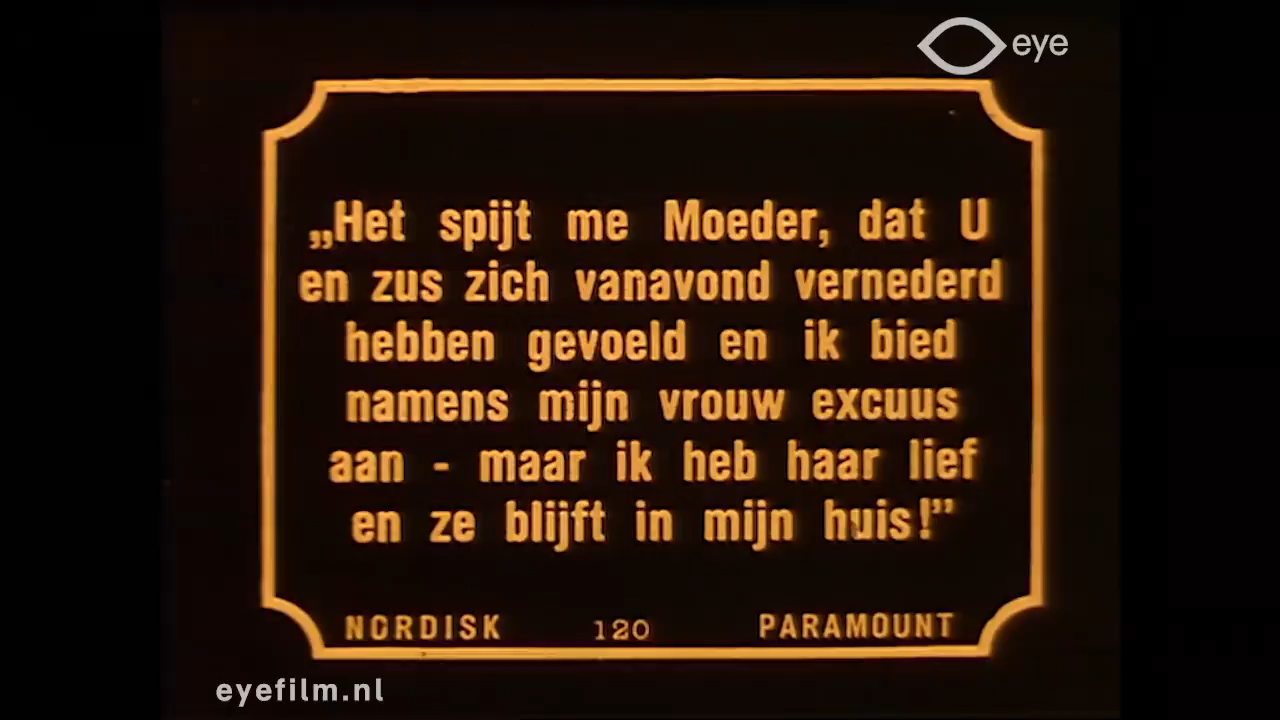 eye
„Het spijt me Moeder, dat U
en zus zich vanavond vernederd
hebben gevoeld en ik bied
namens mijn vrouw excuus
aan - maar ik heb haar lief
en ze blijft in mijn huis!”
NORDISK 120 PARAMOUNT
eyefilm.nl